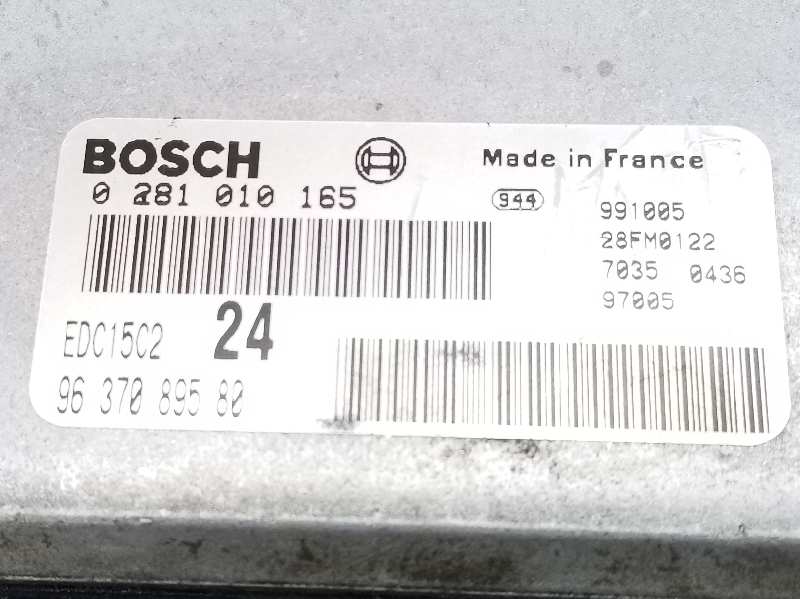 BOSCH
Made in France
0 281 010 165
944
991005
28FM0122
7035 0436
97005
EDC15C2 24
96 370 895 80